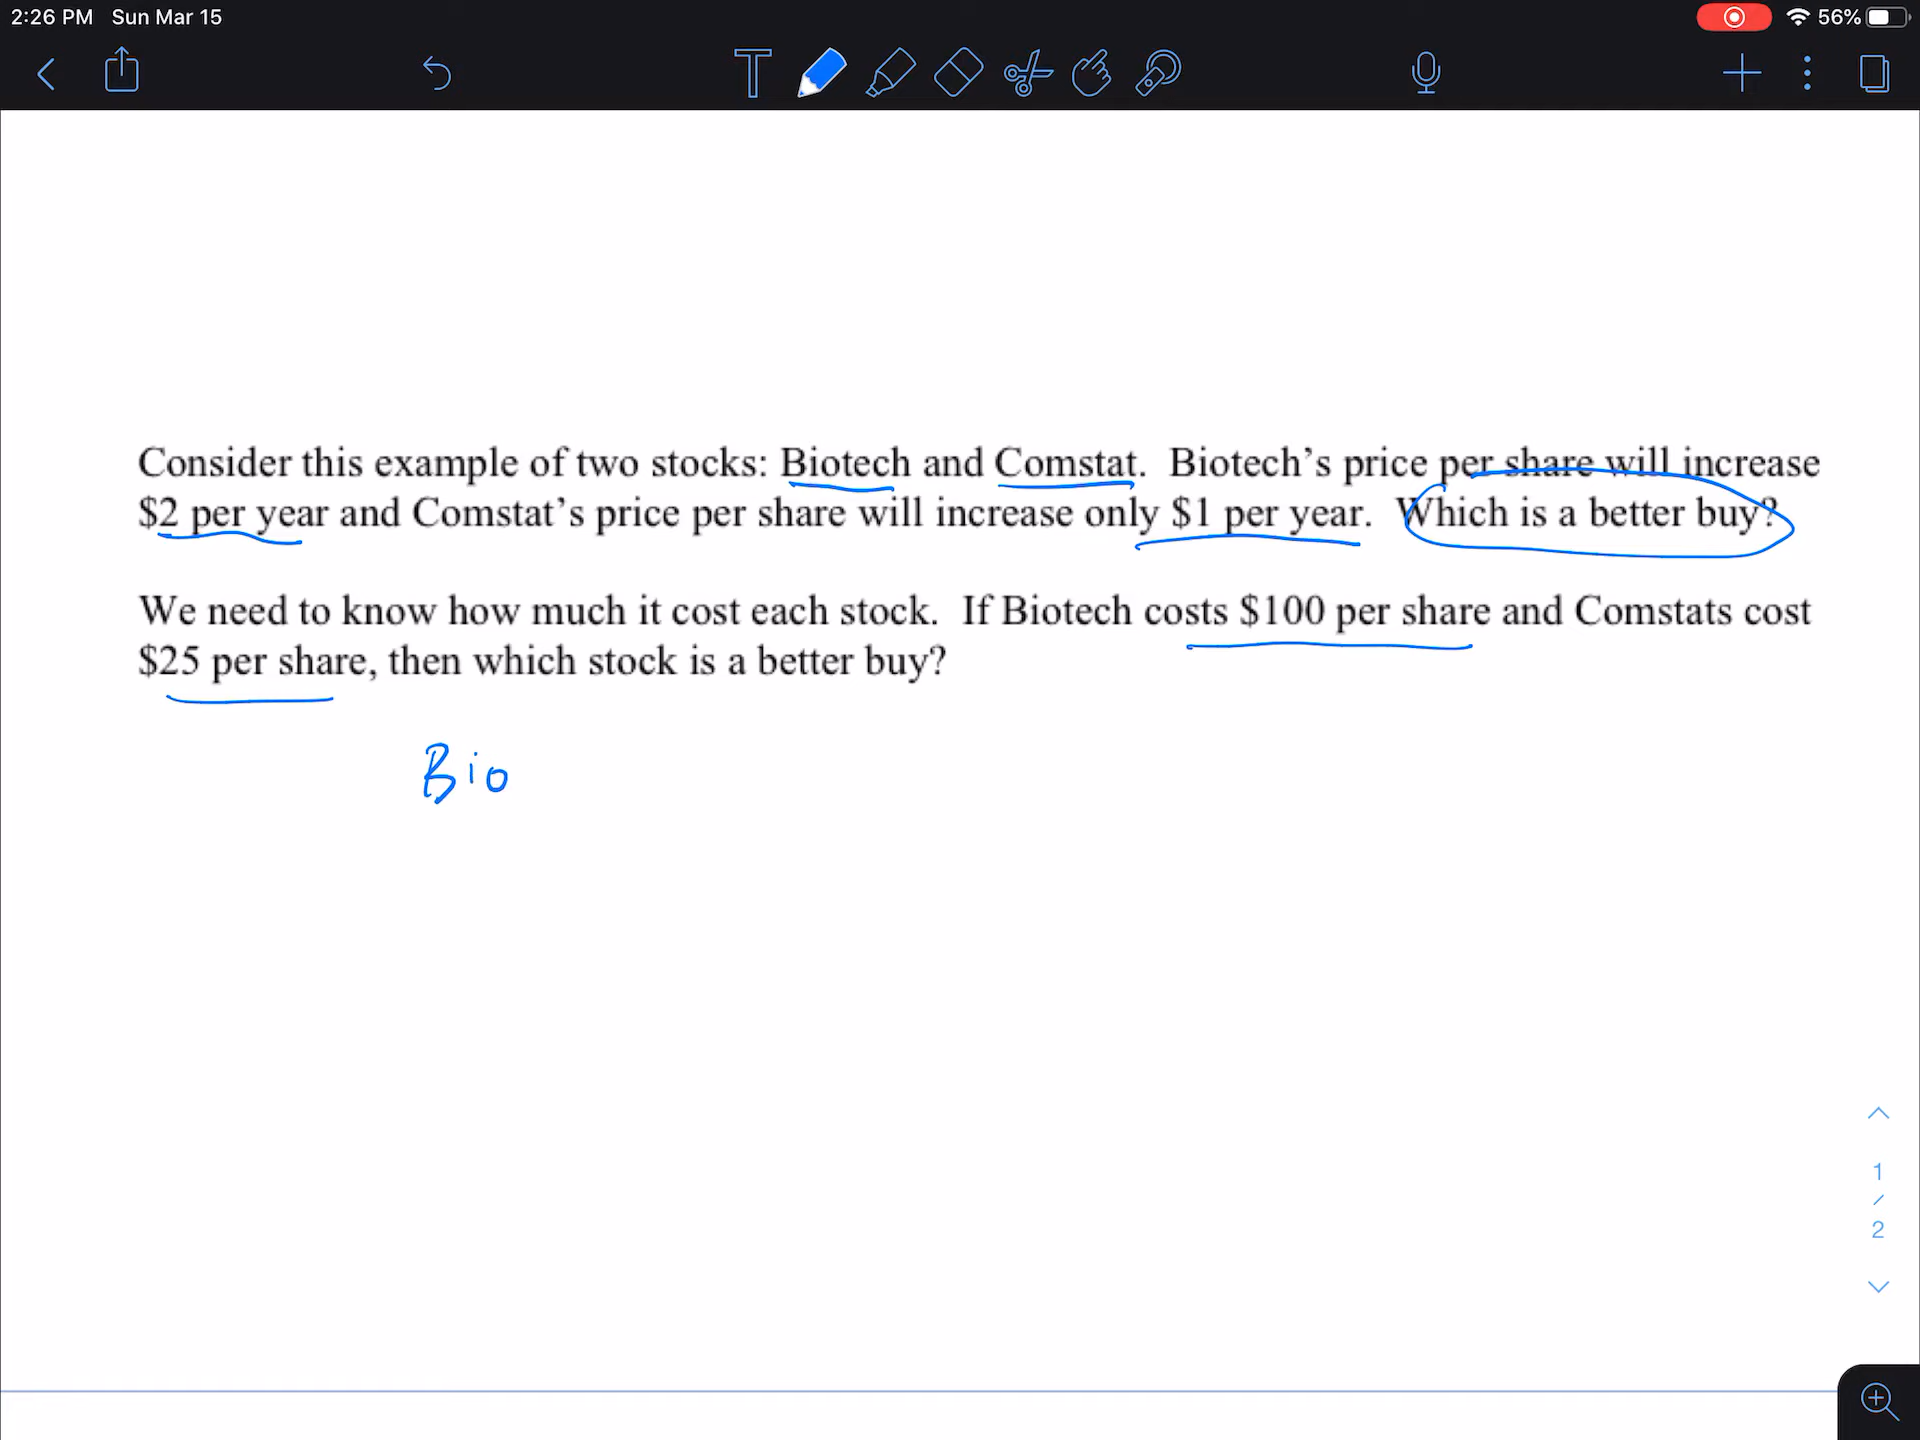 2:26 PM Sun Mar 15
56%
Consider this example of two stocks: Biotech and Comstat. Biotech’s price per share will increase
$2 per year and Comstat’s price per share will increase only $1 per year. Which is a better buy?
We need to know how much it cost each stock. If Biotech costs $100 per share and Comstats cost
$25 per share, then which stock is a better buy?
Bio
1
/
2